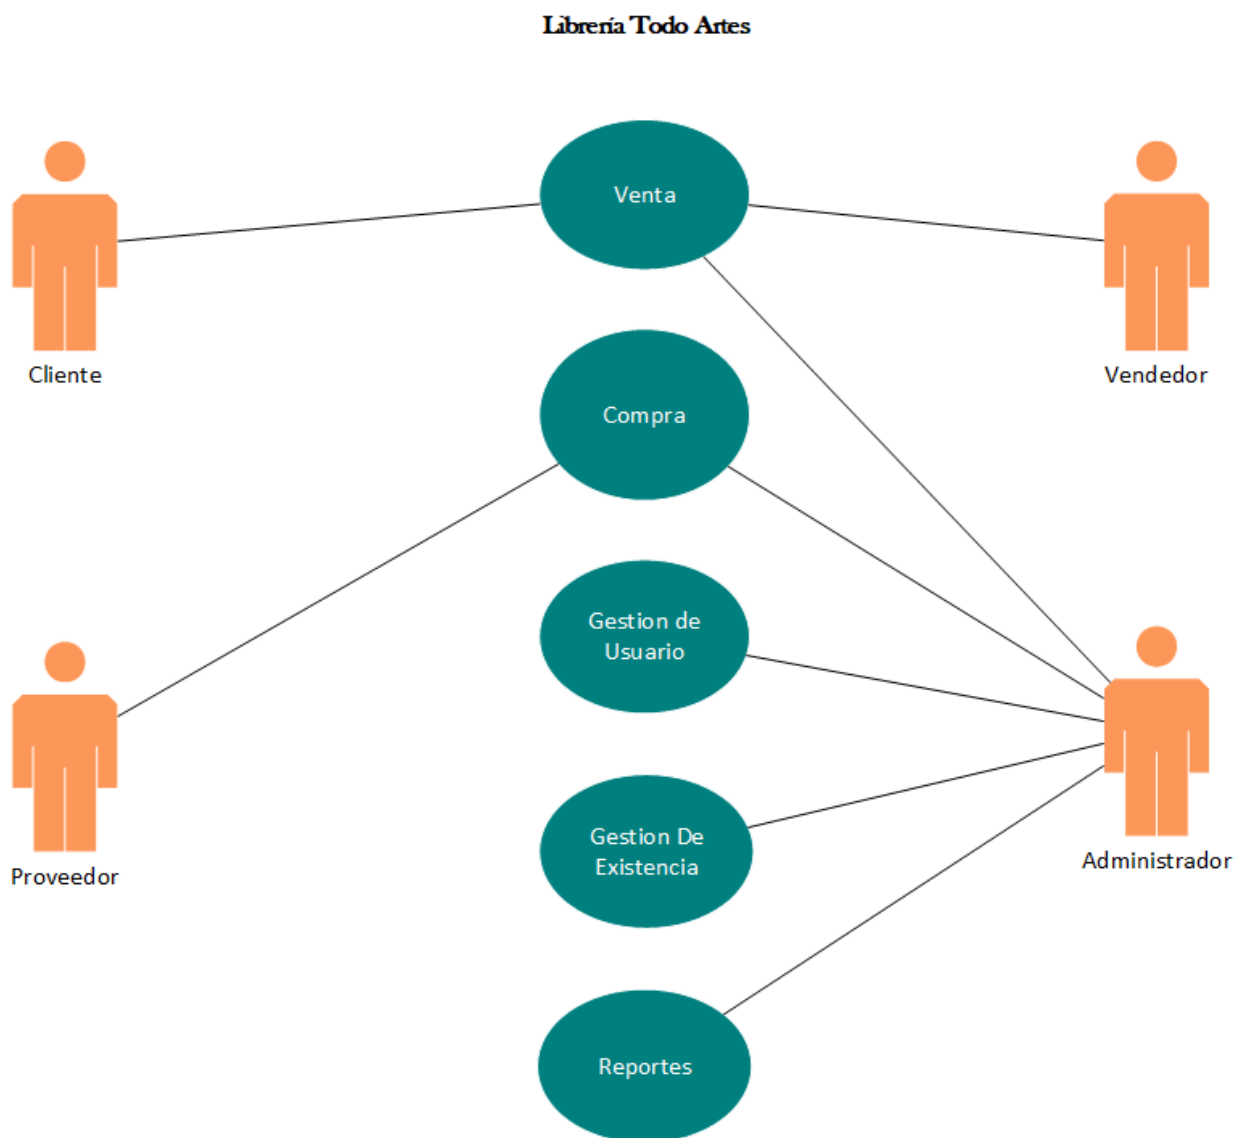 Librería Todo Artes
Venta
Cliente
Vendedor
Compra
Gestion de
Usuario
Gestion De
Existencia
Proveedor
Administrador
Reportes